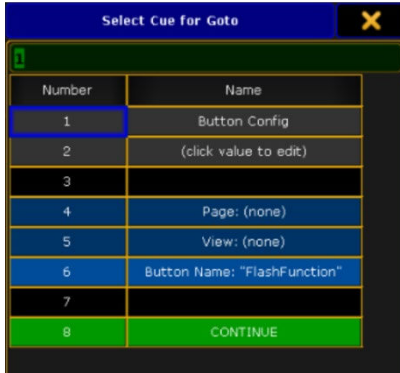 Select Cue for Goto
1
Number Name
1 Button Config
2 (click value to edit)
3
4 Page: (none)
5 View: (none)
6 Button Name: "FlashFunction"
7
8 CONTINUE